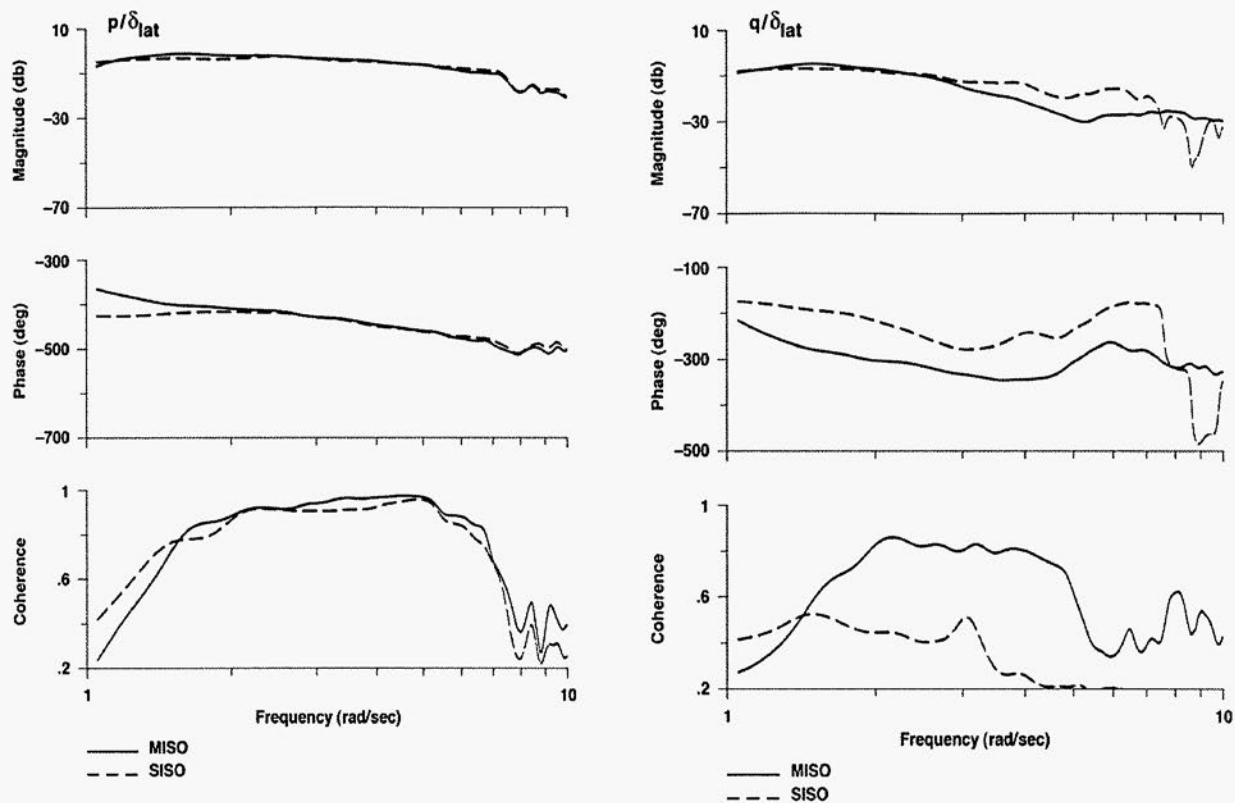 p/δlat
10
−30
−70
Magnitude (db)
−300
−500
−700
Phase (deg)
1
.6
.2
Coherence
1
10
Frequency (rad/sec)
MISO
SISO
q/δlat
10
−30
−70
Magnitude (db)
−100
−300
−500
Phase (deg)
1
.6
.2
Coherence
1
10
Frequency (rad/sec)
MISO
SISO